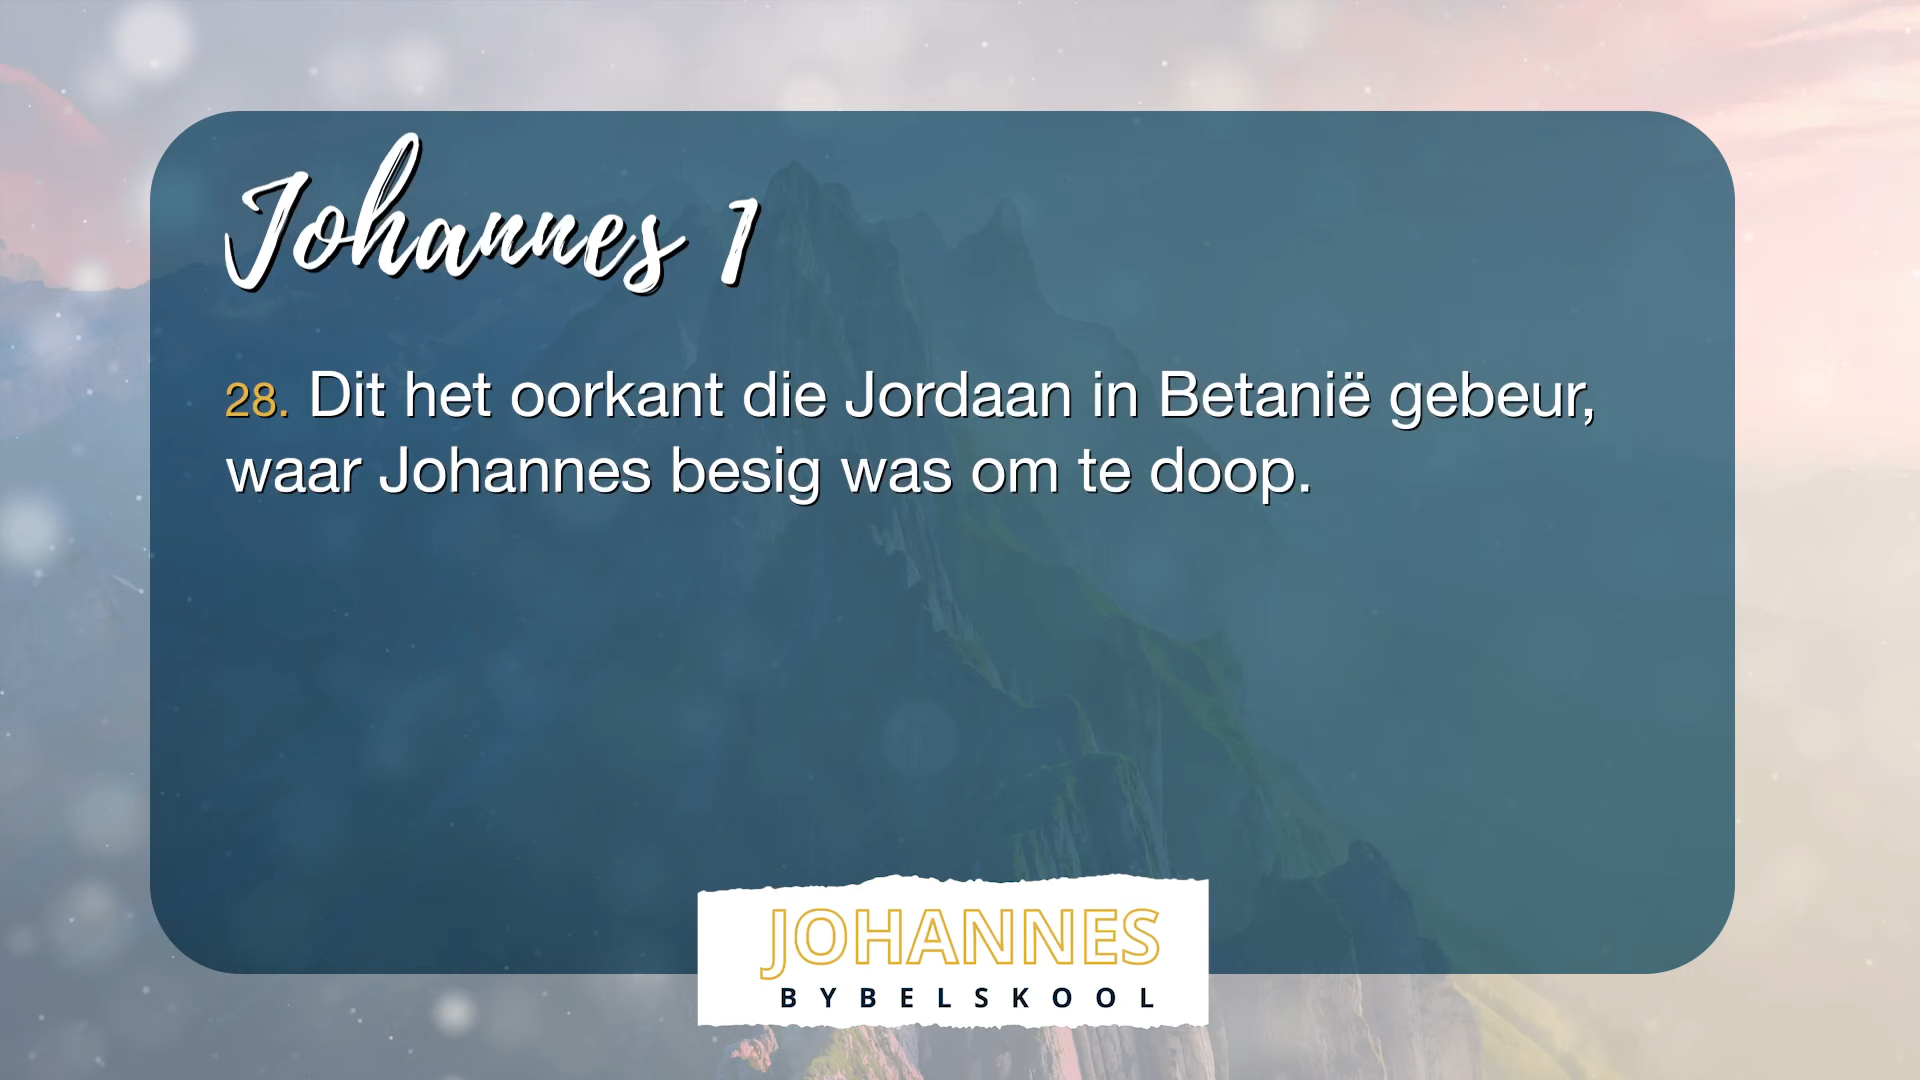 Johannes 1
28. Dit het oorkant die Jordaan in Betanië gebeur,
waar Johannes besig was om te doop.
JOHANNES
BYBELSKOOL